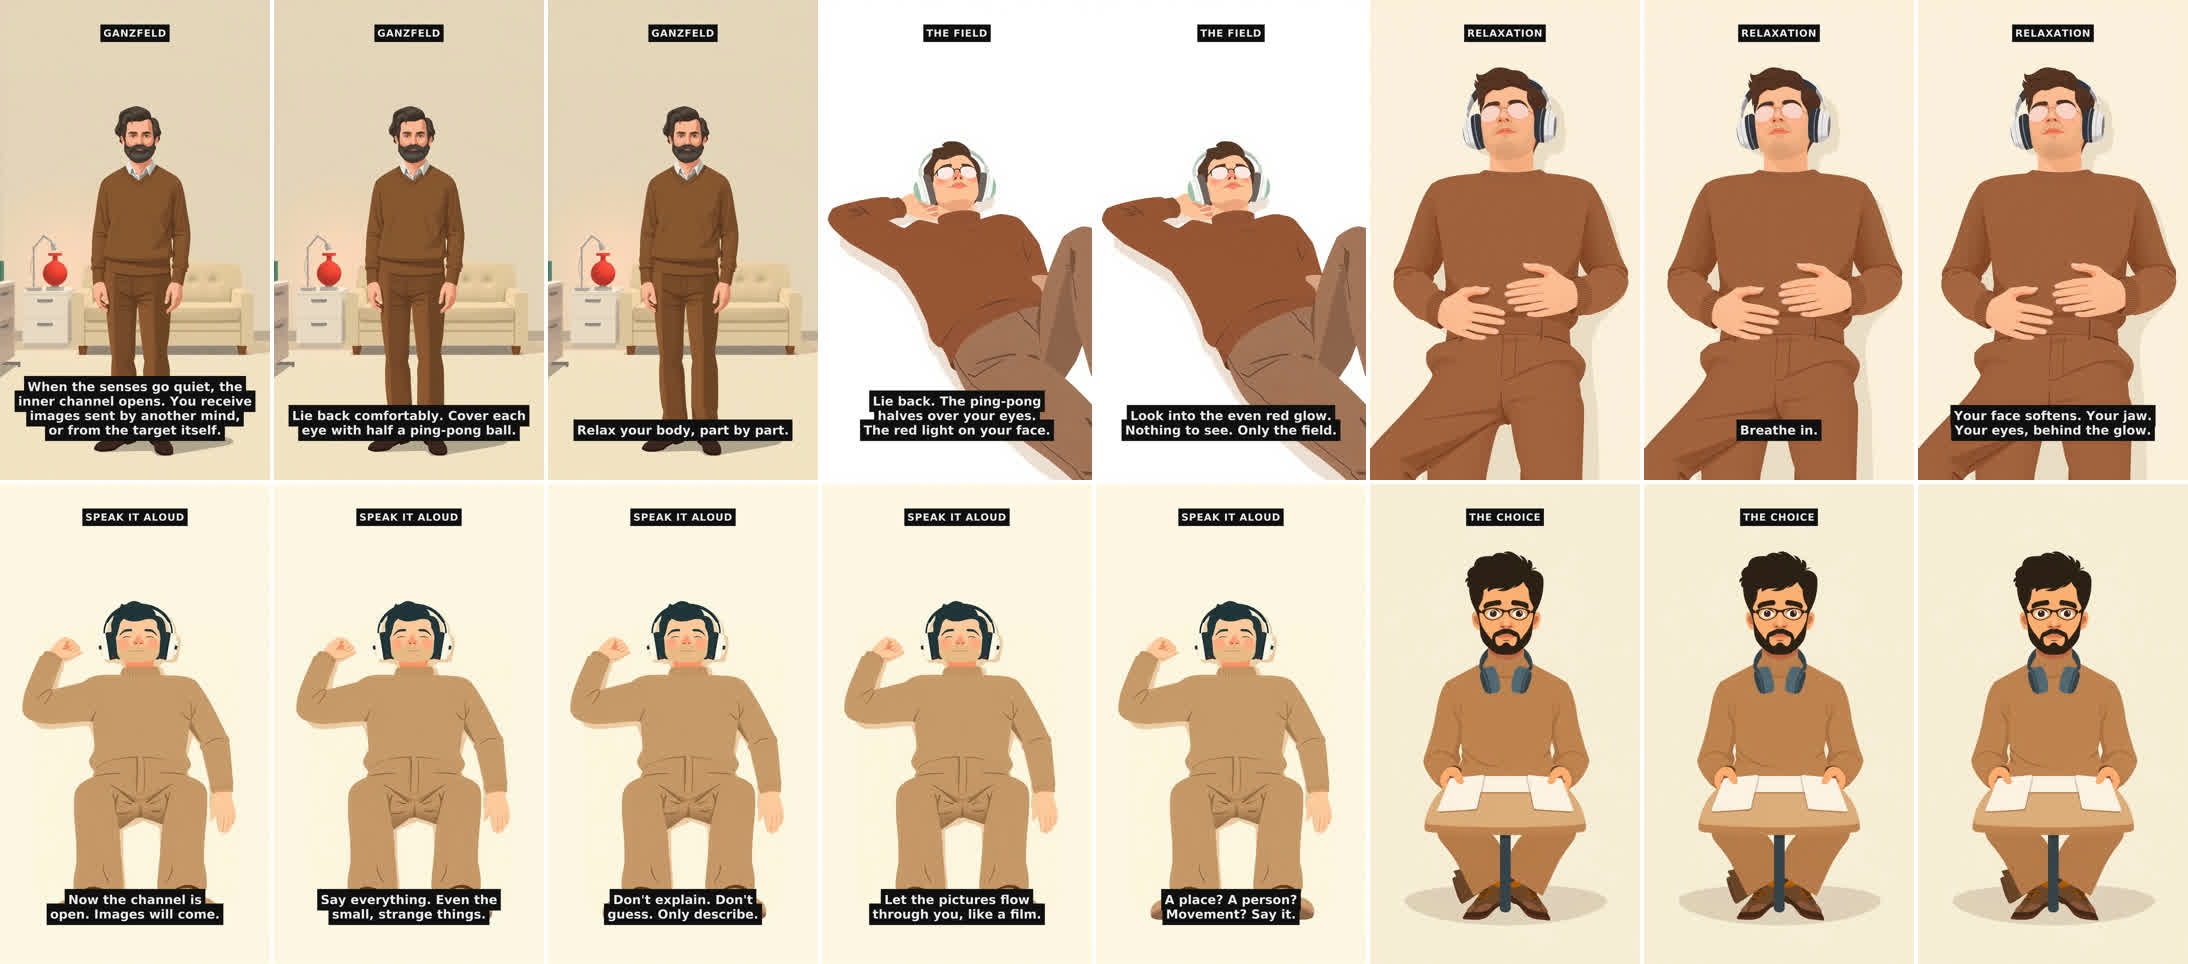 GANZFELD
When the senses go quiet, the
inner channel opens. You receive
images sent by another mind,
or from the target itself.
GANZFELD
Lie back comfortably. Cover each
eye with half a ping-pong ball.
GANZFELD
Relax your body, part by part.
THE FIELD
Lie back. The ping-pong
halves over your eyes.
The red light on your face.
THE FIELD
Look into the even red glow.
Nothing to see. Only the field.
RELAXATION
RELAXATION
Breathe in.
RELAXATION
Your face softens. Your jaw.
Your eyes, behind the glow.
SPEAK IT ALOUD
Now the channel is
open. Images will come.
SPEAK IT ALOUD
Say everything. Even the
small, strange things.
SPEAK IT ALOUD
Don't explain. Don't
guess. Only describe.
SPEAK IT ALOUD
Let the pictures flow
through you, like a film.
SPEAK IT ALOUD
A place? A person?
Movement? Say it.
THE CHOICE
THE CHOICE